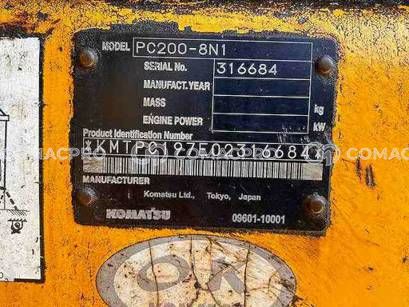 MODEL PC200-8N1
SERIAL No. 316684
MANUFACT.YEAR
MASS kg
ENGINE POWER kW
Product Identification Number
*KMTPC197E02316684*
MANUFACTURER
Komatsu Ltd., Tokyo, Japan
KOMATSU 09601-10001
OK